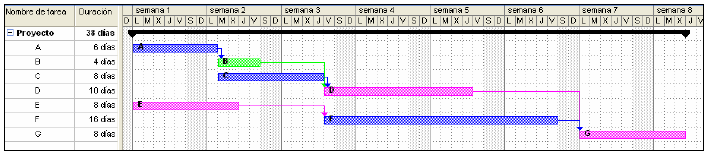 Nombre de tarea Duración semana 1 semana 2 semana 3 semana 4 semana 5 semana 6 semana 7 semana 8
D L M X J V S D L M X J V S D L M X J V S D L M X J V S D L M X J V S D L M X J V S D L M X J V S D L M X
Proyecto 38 días
A 6 días A
B 4 días B
C 8 días C
D 10 días D
E 8 días E
F 16 días F
G 8 días G